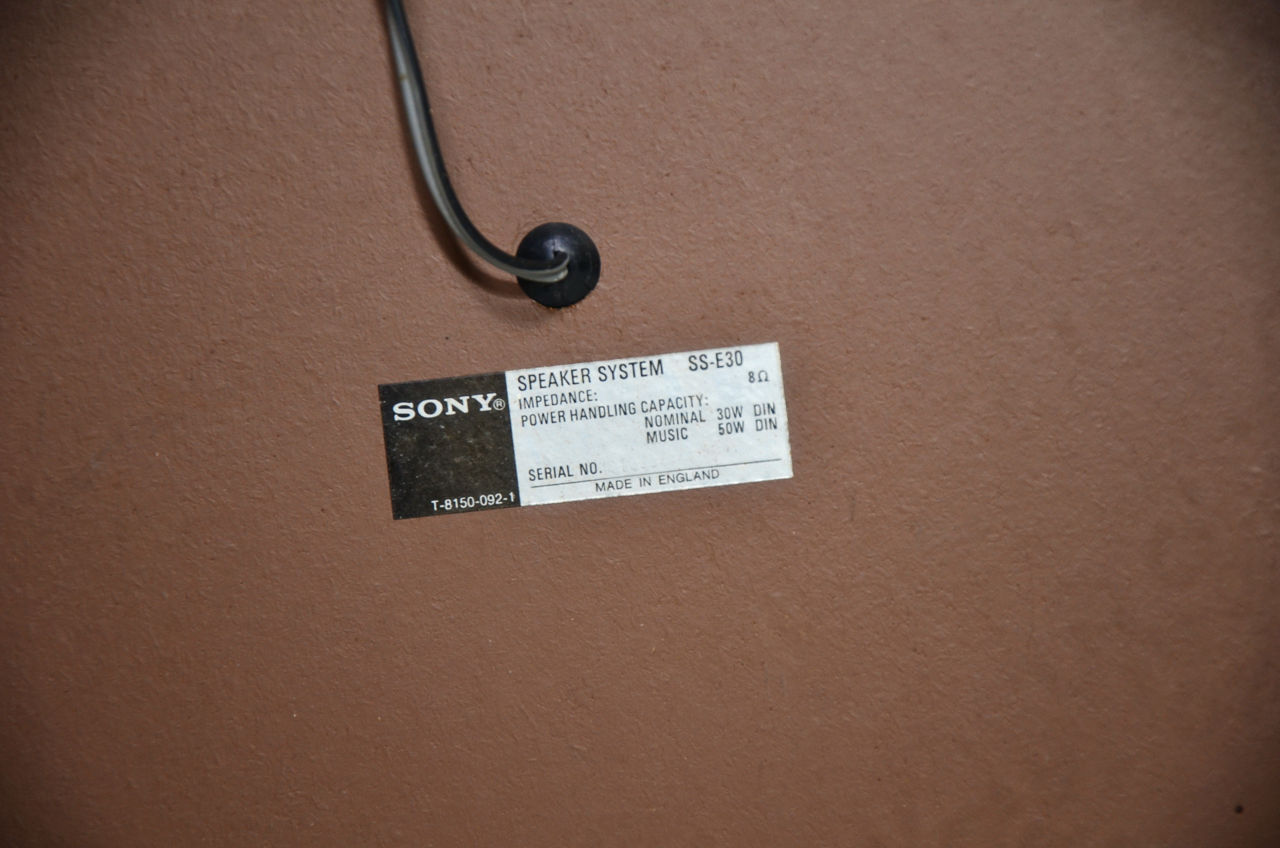 SONY®
T-8150-092-1
SPEAKER SYSTEM SS-E30
IMPEDANCE: 8Ω
POWER HANDLING CAPACITY:
NOMINAL 30W DIN
MUSIC 50W DIN
SERIAL NO.
MADE IN ENGLAND